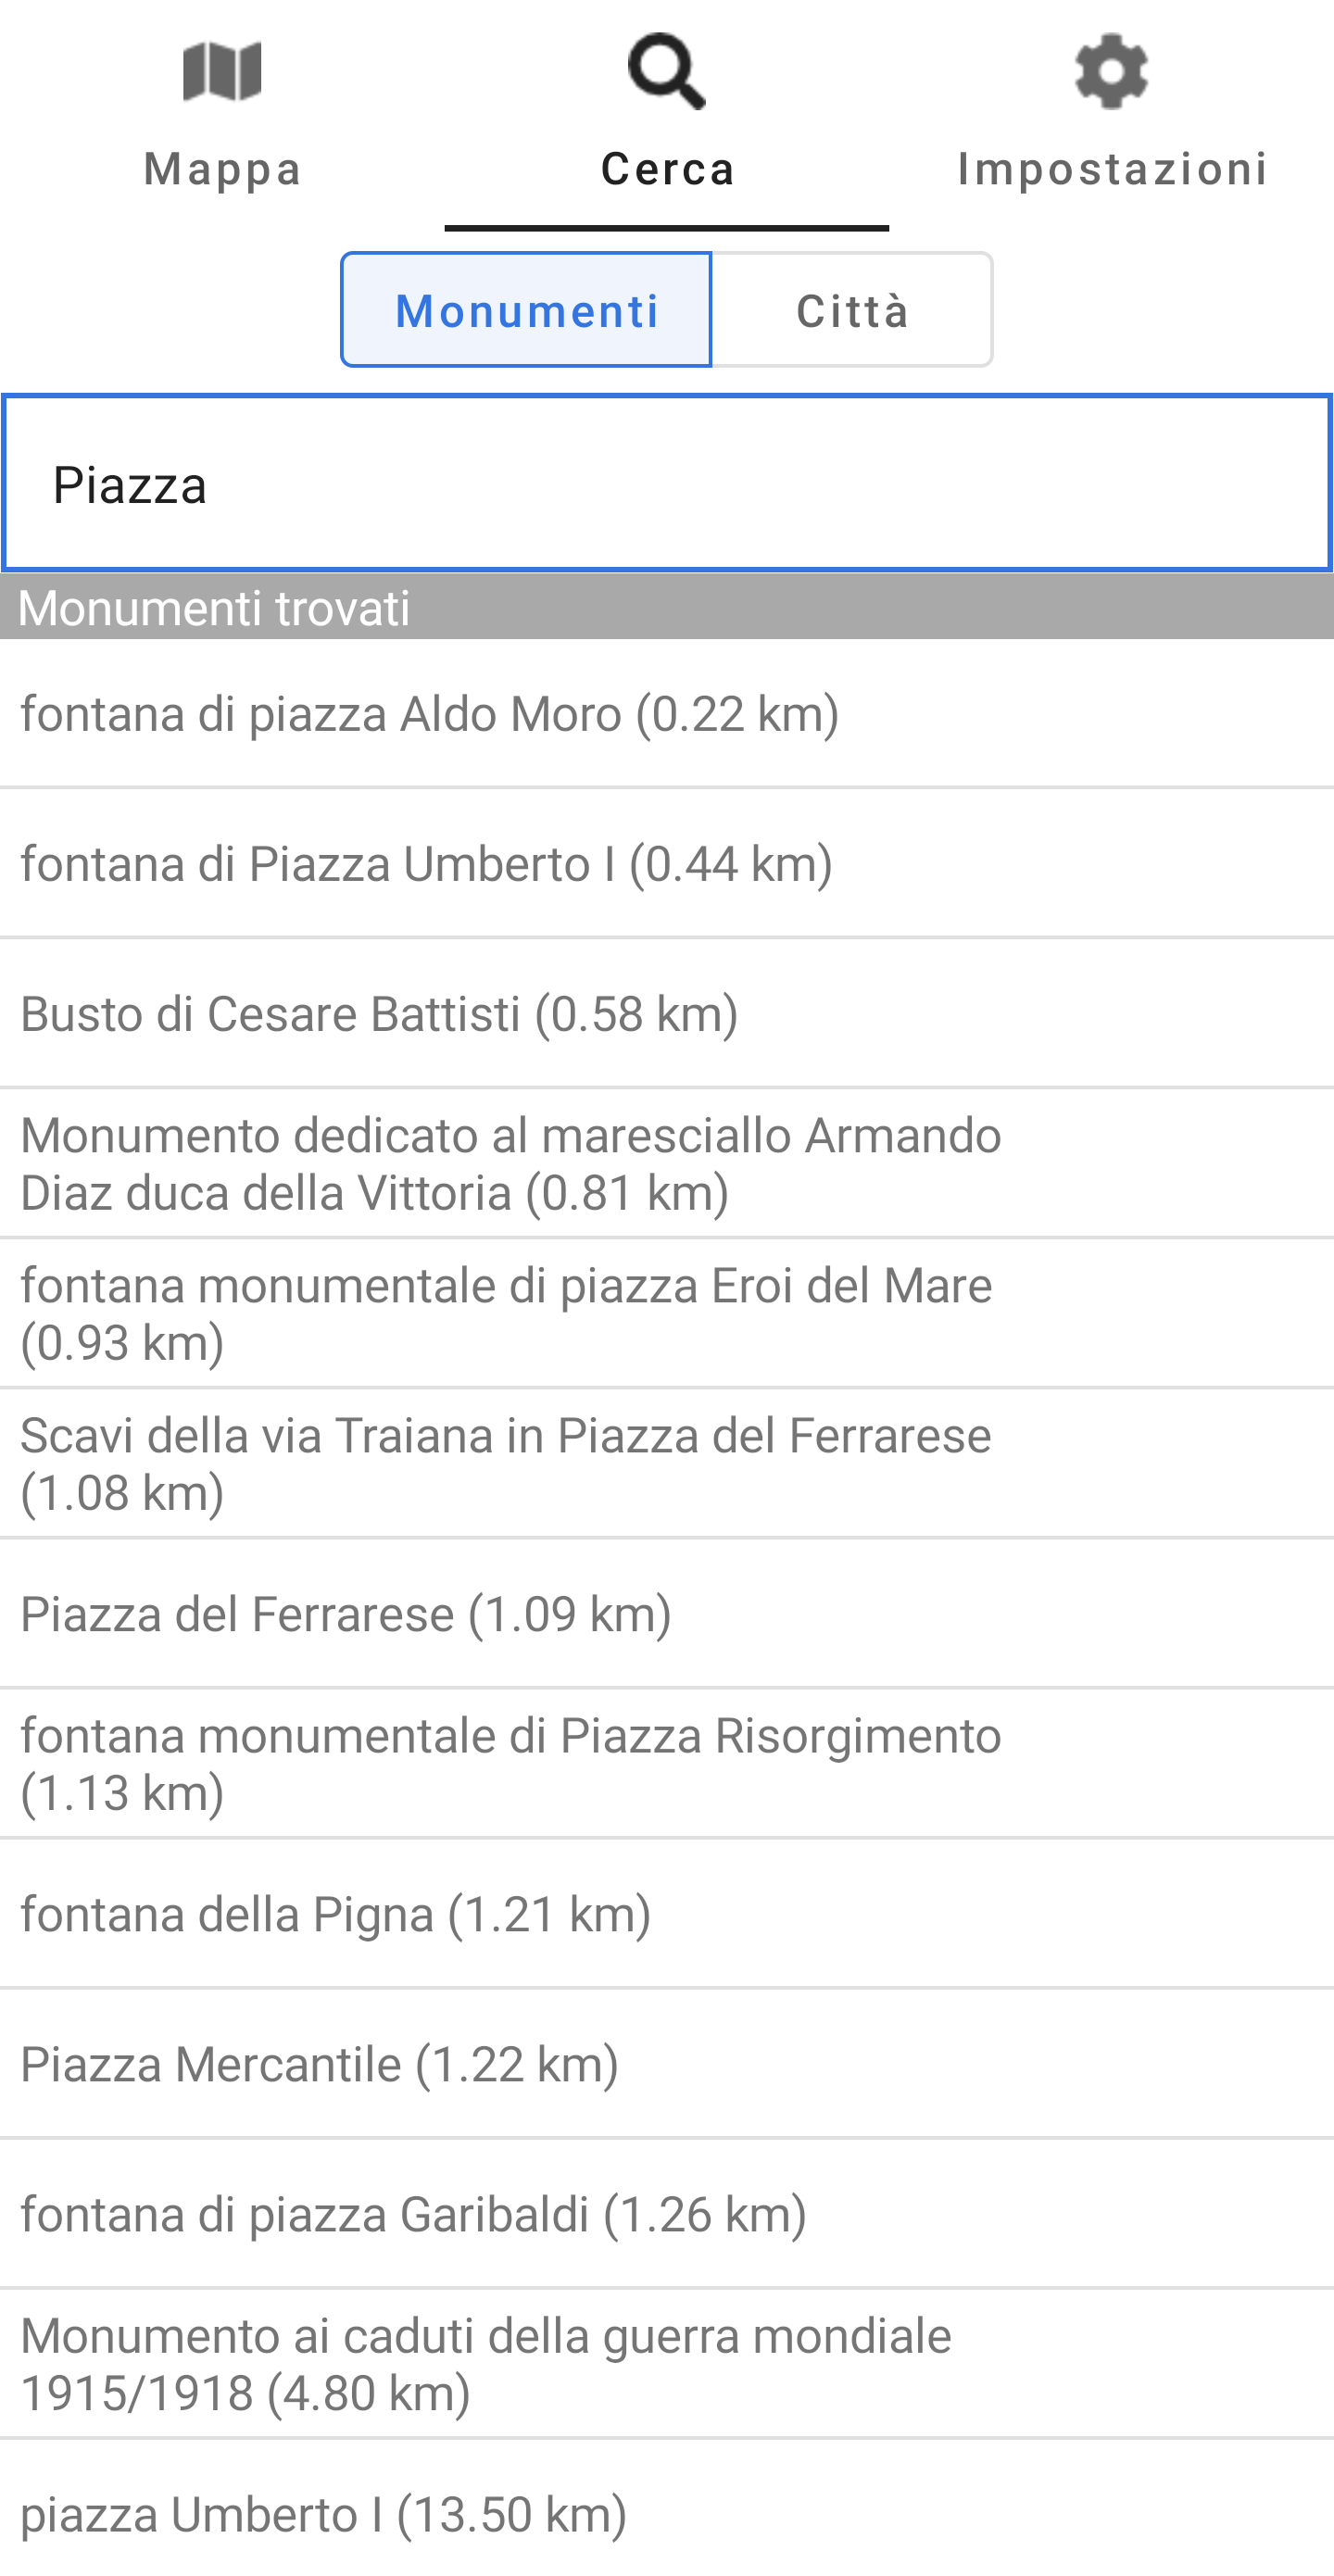 Mappa
Cerca
Impostazioni
Monumenti
Città
Piazza
Monumenti trovati
fontana di piazza Aldo Moro (0.22 km)
fontana di Piazza Umberto I (0.44 km)
Busto di Cesare Battisti (0.58 km)
Monumento dedicato al maresciallo Armando
Diaz duca della Vittoria (0.81 km)
fontana monumentale di piazza Eroi del Mare
(0.93 km)
Scavi della via Traiana in Piazza del Ferrarese
(1.08 km)
Piazza del Ferrarese (1.09 km)
fontana monumentale di Piazza Risorgimento
(1.13 km)
fontana della Pigna (1.21 km)
Piazza Mercantile (1.22 km)
fontana di piazza Garibaldi (1.26 km)
Monumento ai caduti della guerra mondiale
1915/1918 (4.80 km)
piazza Umberto I (13.50 km)